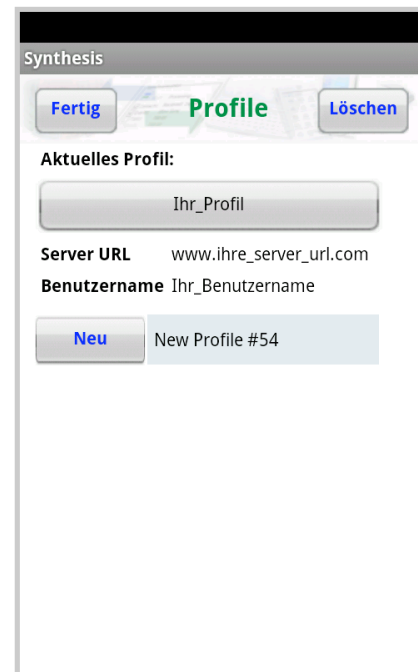 Synthesis
Fertig Profile Löschen
Aktuelles Profil:
Ihr_Profil
Server URL www.ihre_server_url.com
Benutzername Ihr_Benutzername
Neu New Profile #54